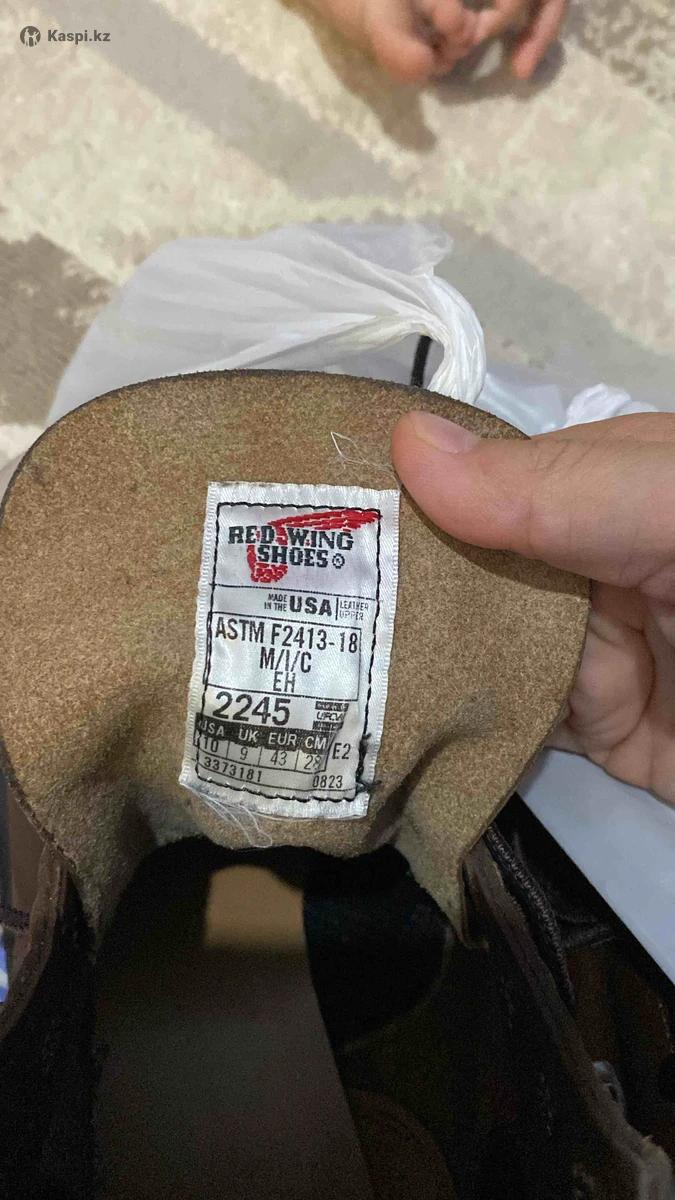 Kaspi.kz
RED WING
SHOES®
MADE IN THE USA LEATHER UPPER
ASTM F2413-18
M/I/C
EH
2245
USA UK EUR CM
10 9 43 28 E2
3373181 0823